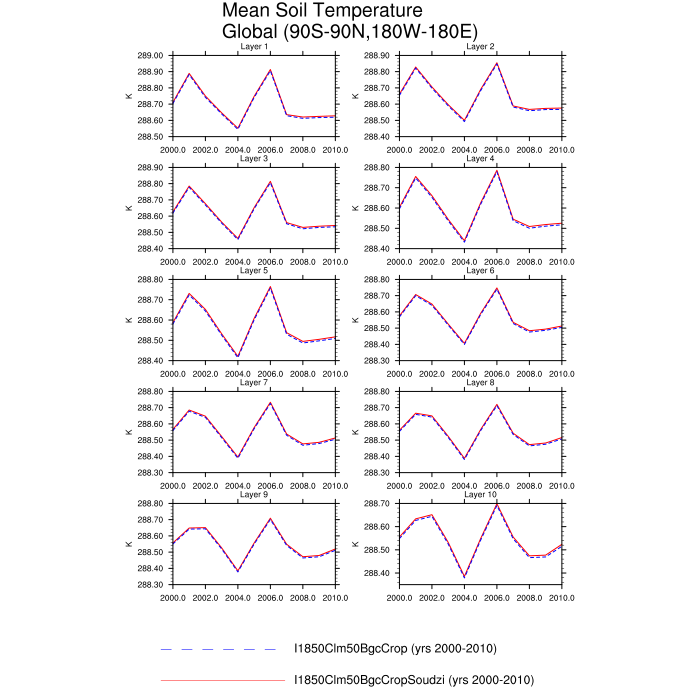 Mean Soil Temperature
Global (90S-90N,180W-180E)
Layer 1
289.00
288.90
288.80
288.70
288.60
288.50
K
2000.0 2002.0 2004.0 2006.0 2008.0 2010.0
Layer 2
288.90
288.80
288.70
288.60
288.50
288.40
K
2000.0 2002.0 2004.0 2006.0 2008.0 2010.0
Layer 3
288.90
288.80
288.70
288.60
288.50
288.40
K
2000.0 2002.0 2004.0 2006.0 2008.0 2010.0
Layer 4
288.80
288.70
288.60
288.50
288.40
K
2000.0 2002.0 2004.0 2006.0 2008.0 2010.0
Layer 5
288.80
288.70
288.60
288.50
288.40
K
2000.0 2002.0 2004.0 2006.0 2008.0 2010.0
Layer 6
288.80
288.70
288.60
288.50
288.40
288.30
K
2000.0 2002.0 2004.0 2006.0 2008.0 2010.0
Layer 7
288.80
288.70
288.60
288.50
288.40
288.30
K
2000.0 2002.0 2004.0 2006.0 2008.0 2010.0
Layer 8
288.80
288.70
288.60
288.50
288.40
288.30
K
2000.0 2002.0 2004.0 2006.0 2008.0 2010.0
Layer 9
288.80
288.70
288.60
288.50
288.40
288.30
K
2000.0 2002.0 2004.0 2006.0 2008.0 2010.0
Layer 10
288.70
288.60
288.50
288.40
K
2000.0 2002.0 2004.0 2006.0 2008.0 2010.0
I1850Clm50BgcCrop (yrs 2000-2010)
I1850Clm50BgcCropSoudzi (yrs 2000-2010)